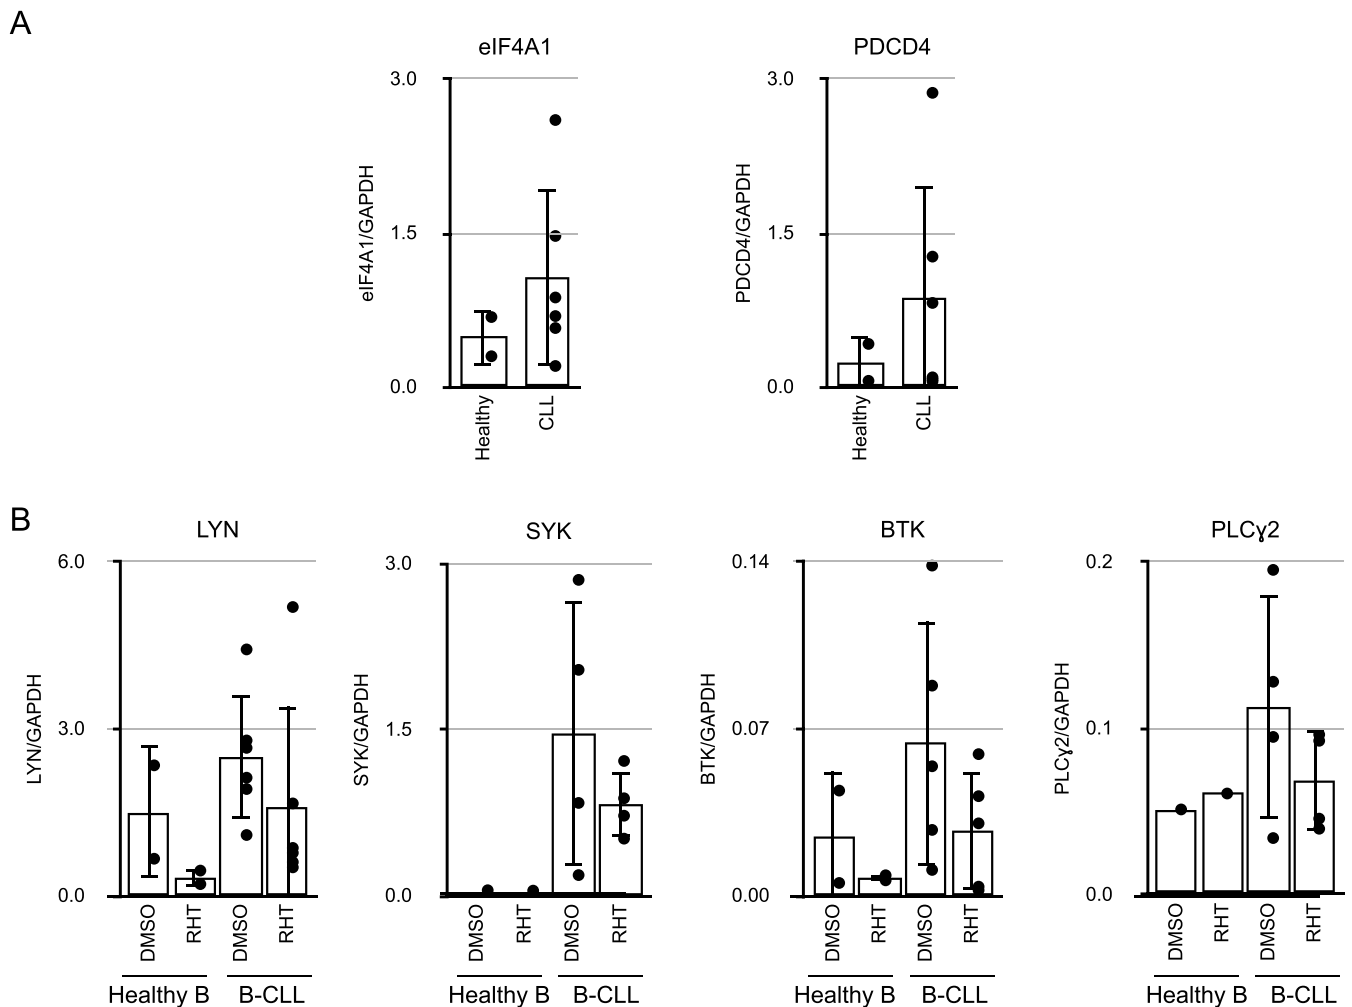 A
eIF4A1
3.0
1.5
0.0
eIF4A1/GAPDH
Healthy
CLL
PDCD4
3.0
1.5
0.0
PDCD4/GAPDH
Healthy
CLL
B
LYN
6.0
3.0
0.0
LYN/GAPDH
DMSO
RHT
DMSO
RHT
Healthy B
B-CLL
SYK
3.0
1.5
0.0
SYK/GAPDH
DMSO
RHT
DMSO
RHT
Healthy B
B-CLL
BTK
0.14
0.07
0.00
BTK/GAPDH
DMSO
RHT
DMSO
RHT
Healthy B
B-CLL
PLCɣ2
0.2
0.1
0.0
PLCɣ2/GAPDH
DMSO
RHT
DMSO
RHT
Healthy B
B-CLL